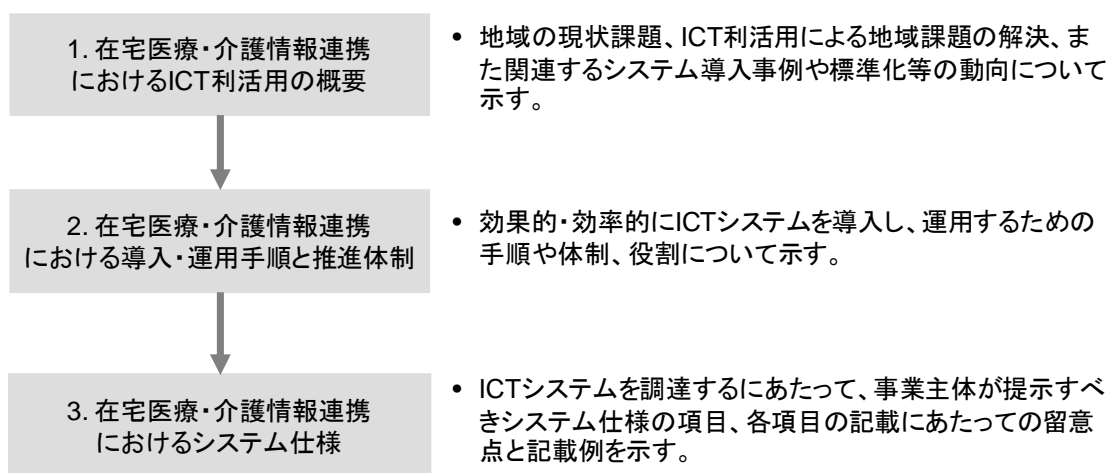 1. 在宅医療・介護情報連携
におけるICT利活用の概要
• 地域の現状課題、ICT利活用による地域課題の解決、ま
た関連するシステム導入事例や標準化等の動向について
示す。
2. 在宅医療・介護情報連携
における導入・運用手順と推進体制
• 効果的・効率的にICTシステムを導入し、運用するための
手順や体制、役割について示す。
3. 在宅医療・介護情報連携
におけるシステム仕様
• ICTシステムを調達するにあたって、事業主体が提示すべ
きシステム仕様の項目、各項目の記載にあたっての留意
点と記載例を示す。